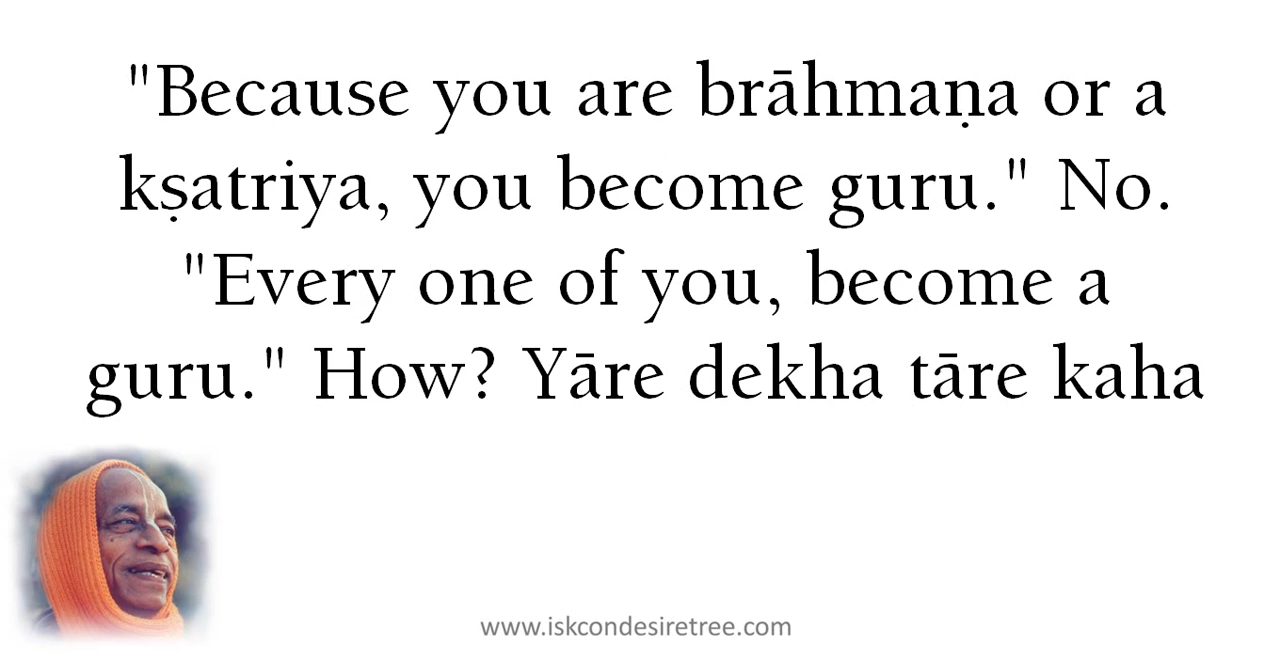 "Because you are brāhmaṇa or a
kṣatriya, you become guru." No.
"Every one of you, become a
guru." How? Yāre dekha tāre kaha
www.iskcondesiretree.com